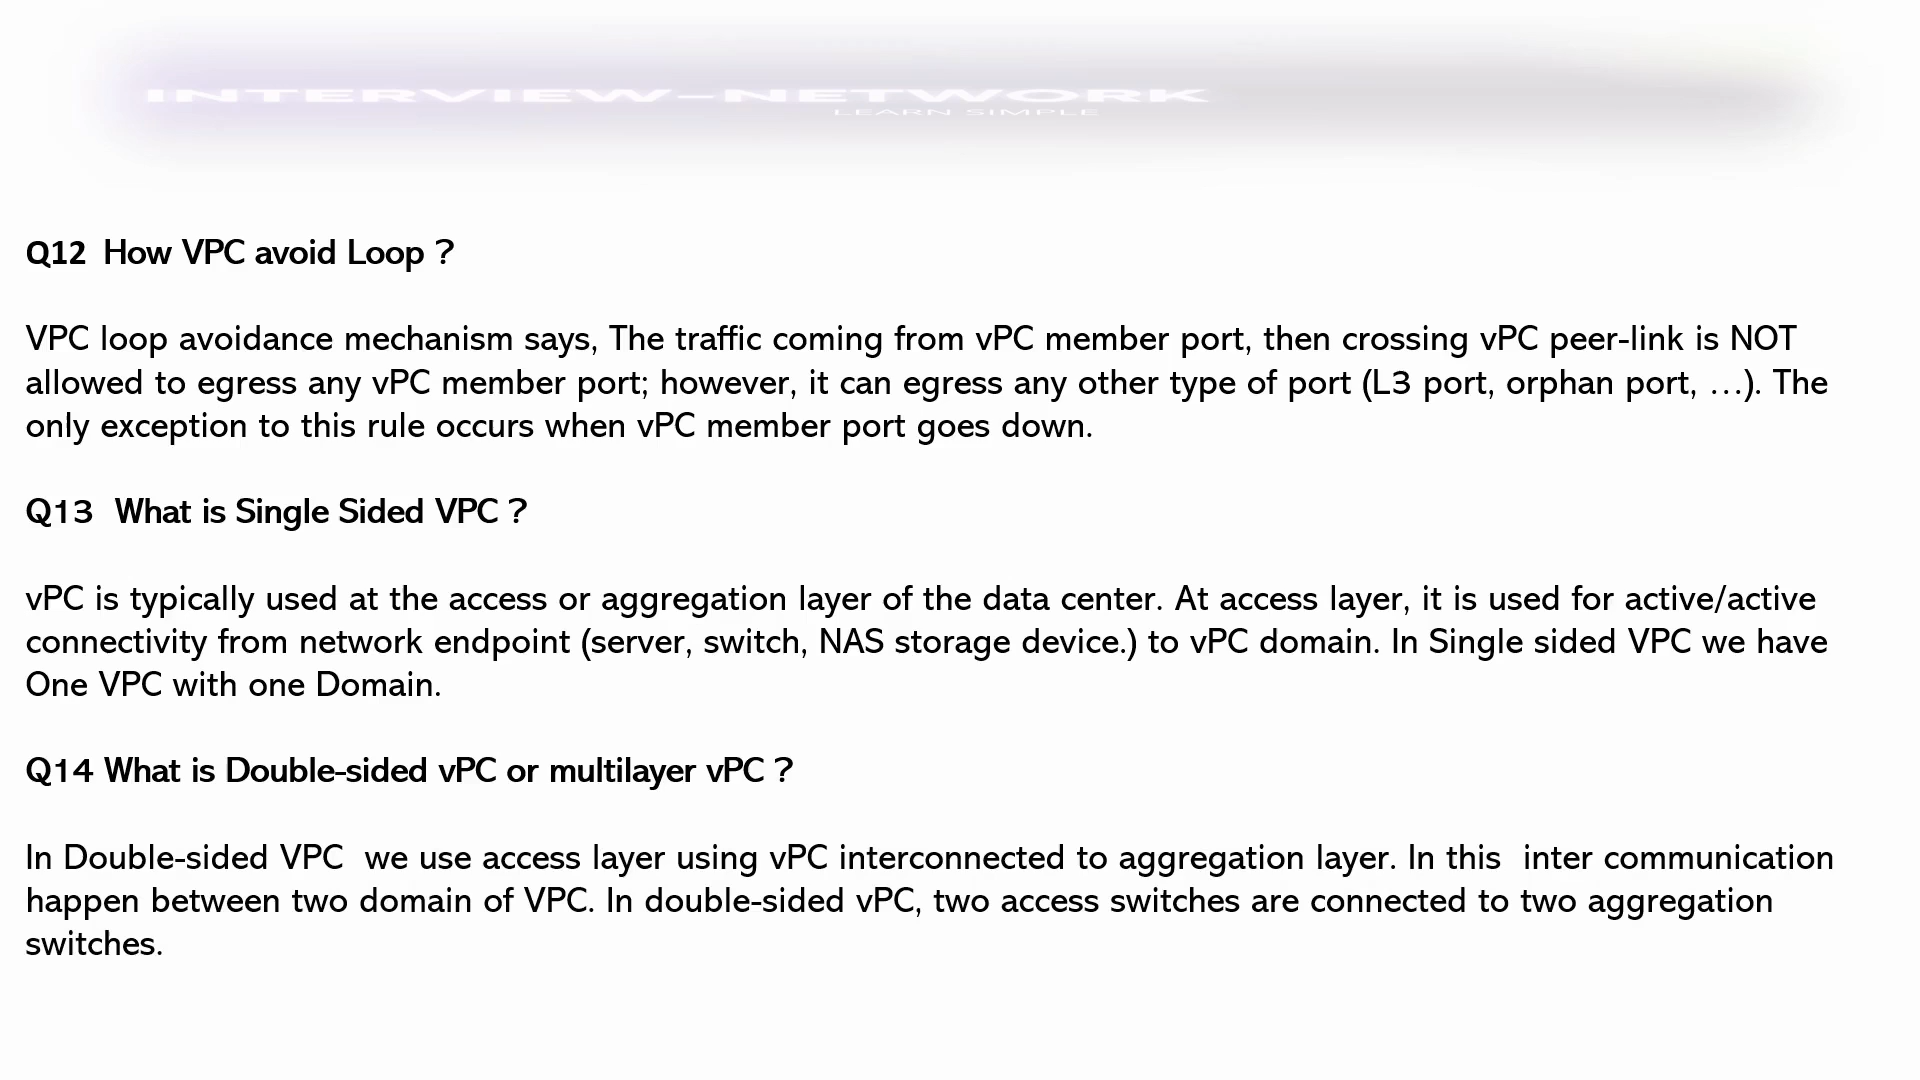 INTERVIEW-NETWORK
LEARN SIMPLE
Q12 How VPC avoid Loop ?
VPC loop avoidance mechanism says, The traffic coming from vPC member port, then crossing vPC peer-link is NOT
allowed to egress any vPC member port; however, it can egress any other type of port (L3 port, orphan port, …). The
only exception to this rule occurs when vPC member port goes down.
Q13 What is Single Sided VPC ?
vPC is typically used at the access or aggregation layer of the data center. At access layer, it is used for active/active
connectivity from network endpoint (server, switch, NAS storage device.) to vPC domain. In Single sided VPC we have
One VPC with one Domain.
Q14 What is Double-sided vPC or multilayer vPC ?
In Double-sided VPC we use access layer using vPC interconnected to aggregation layer. In this inter communication
happen between two domain of VPC. In double-sided vPC, two access switches are connected to two aggregation
switches.